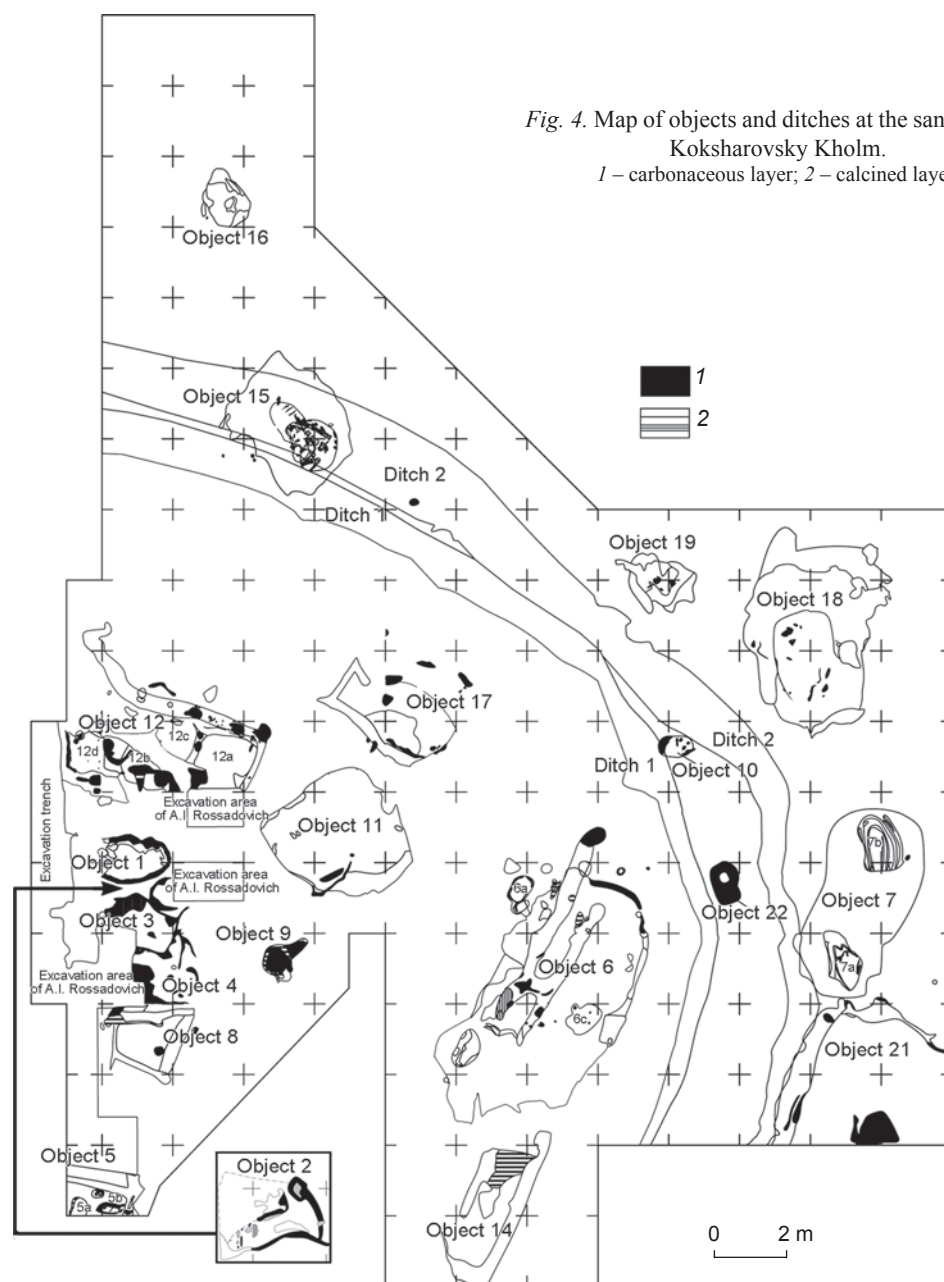 Fig. 4. Map of objects and ditches at the san
Koksharovsky Kholm.
1 – carbonaceous layer; 2 – calcined laye
Object 16
1
2
Object 15
Ditch 2
Ditch 1
Object 19
Object 18
Object 17
Object 12
12c
12d
12b
12a
Ditch 1
Ditch 2
Object 10
Excavation area
of A.I. Rossadovich
Excavation trench
Object 11
Object 1
Excavation area
of A.I. Rossadovich
7b
6a
Object 22
Object 7
Object 3
Object 9
Object 6
7a
Excavation area
of A.I. Rossadovich
Object 4
6c
Object 8
Object 21
Object 5
5b
5a
Object 2
Object 14
0 2 m